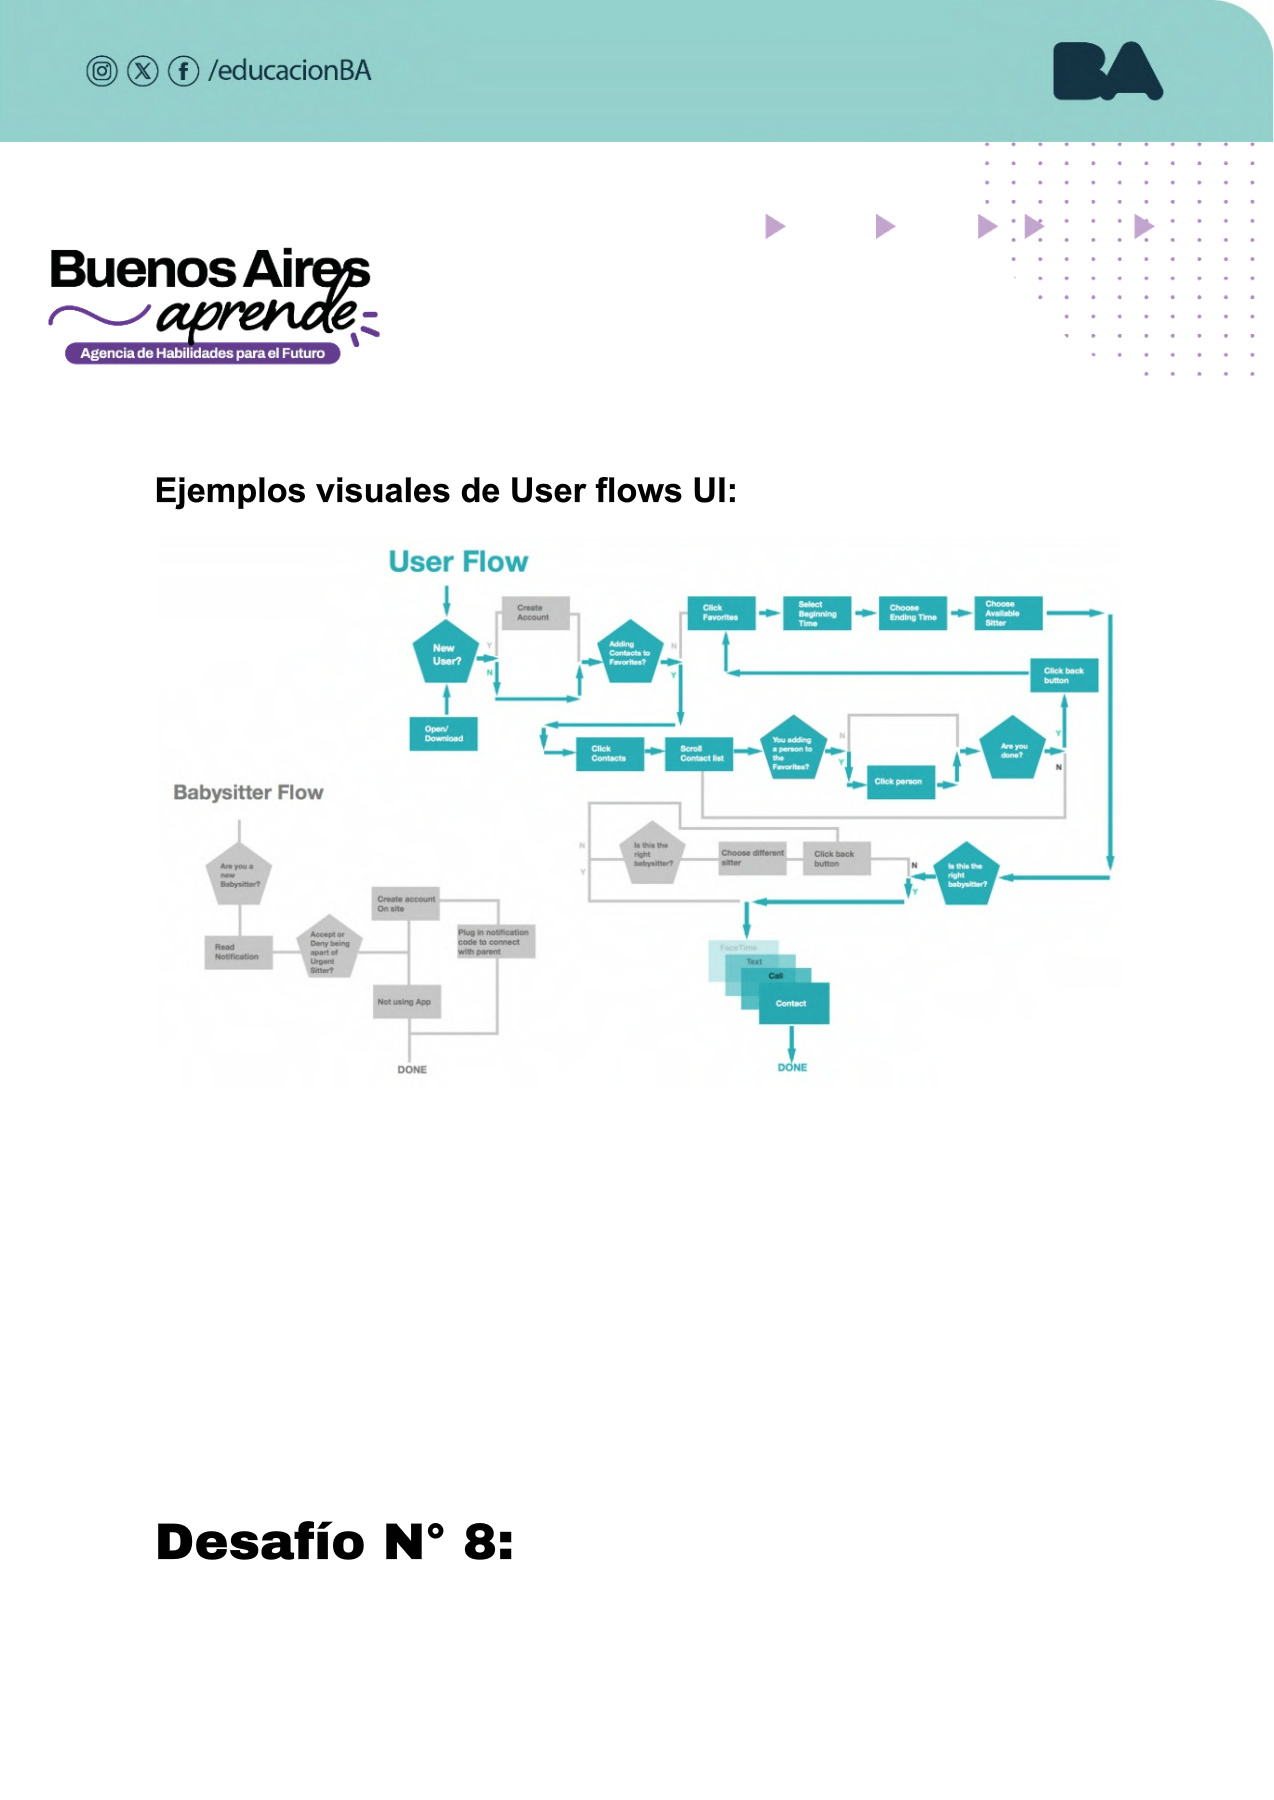 /educacionBA
BA
Buenos Aires
aprende
Agencia de Habilidades para el Futuro
Ejemplos visuales de User flows UI:
User Flow
Create
Account
Click
Favorites
Select
Beginning
Time
Choose
Ending Time
Choose
Available
Sitter
New
User?
Y
N
Adding
Contacts to
Favorites?
N
Y
Click back
button
Open/
Download
Click
Contacts
Scroll
Contact list
You adding
a person to
the
Favorites?
N
Y
Click person
Are you
done?
Y
N
Babysitter Flow
Are you a
new
Babysitter?
N
Y
Is this the
right
babysitter?
Choose different
sitter
Click back
button
N
Y
Is this the
right
babysitter?
Create account
On site
Read
Notification
Accept or
Deny being
apart of
Urgent
Sitter?
Plug in notification
code to connect
with parent
Not using App
DONE
FaceTime
Text
Call
Contact
DONE
Desafío N° 8: